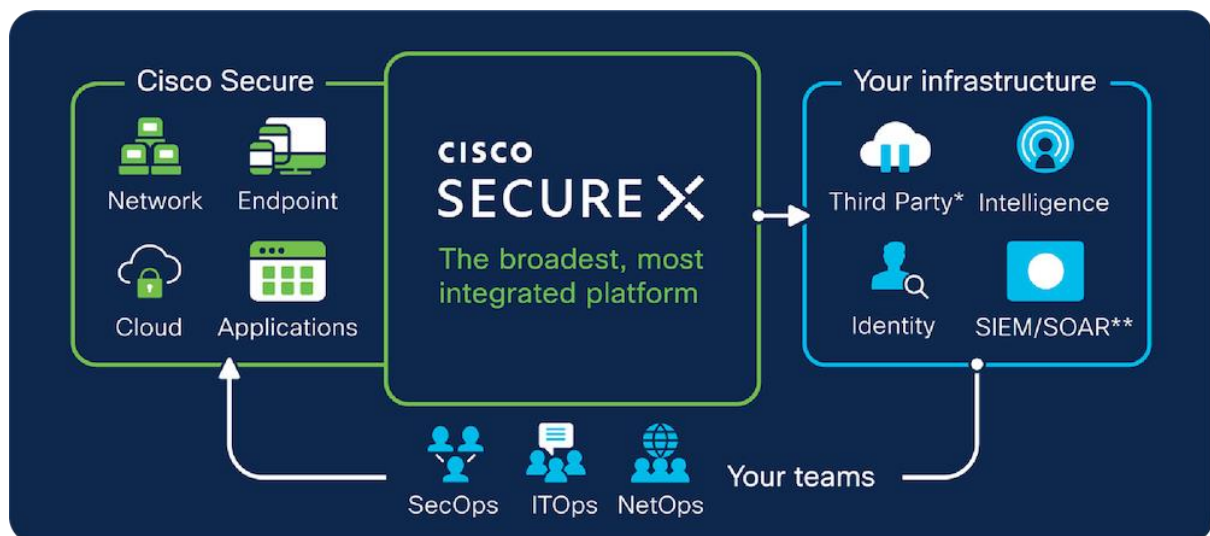 Cisco Secure
Network
Endpoint
Cloud
Applications
CISCO
SECURE X
The broadest, most
integrated platform
Your infrastructure
Third Party*
Intelligence
Identity
SIEM/SOAR**
SecOps
ITOps
NetOps
Your teams